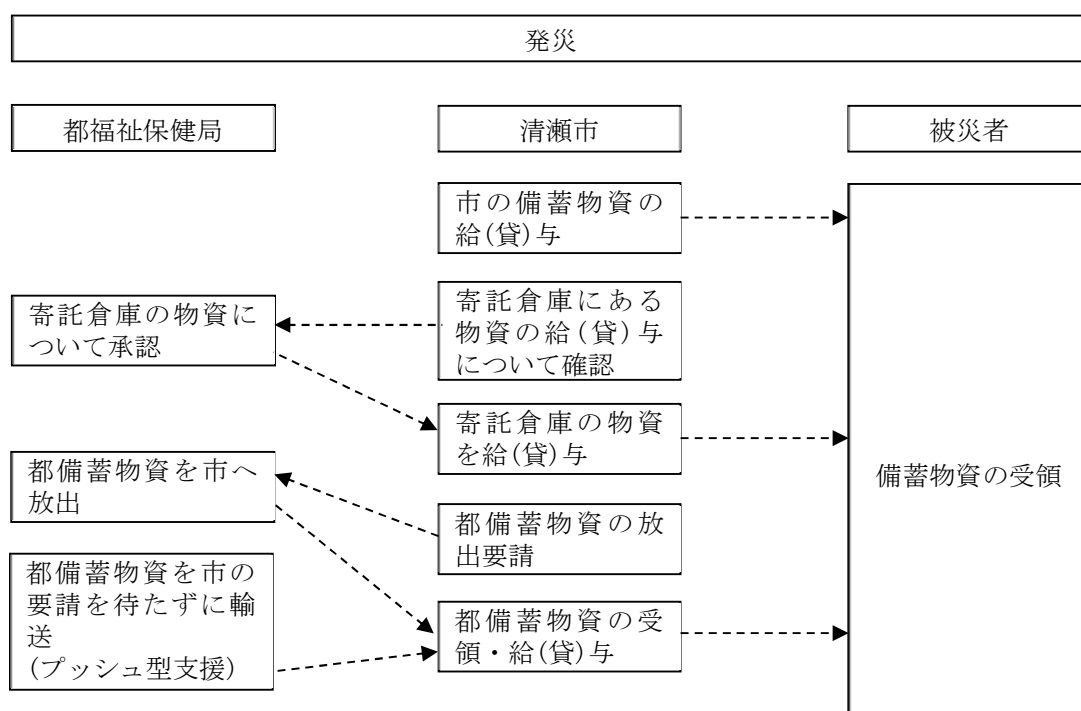 発災
都福祉保健局
清瀬市
被災者
市の備蓄物資の
給(貸)与
寄託倉庫にある
物資の給(貸)与
について確認
寄託倉庫の物資に
ついて承認
寄託倉庫の物資
を給(貸)与
都備蓄物資を市へ
放出
都備蓄物資の放
出要請
都備蓄物資を市の
要請を待たずに輸
送
(プッシュ型支援)
都備蓄物資の受
領・給(貸)与
備蓄物資の受領